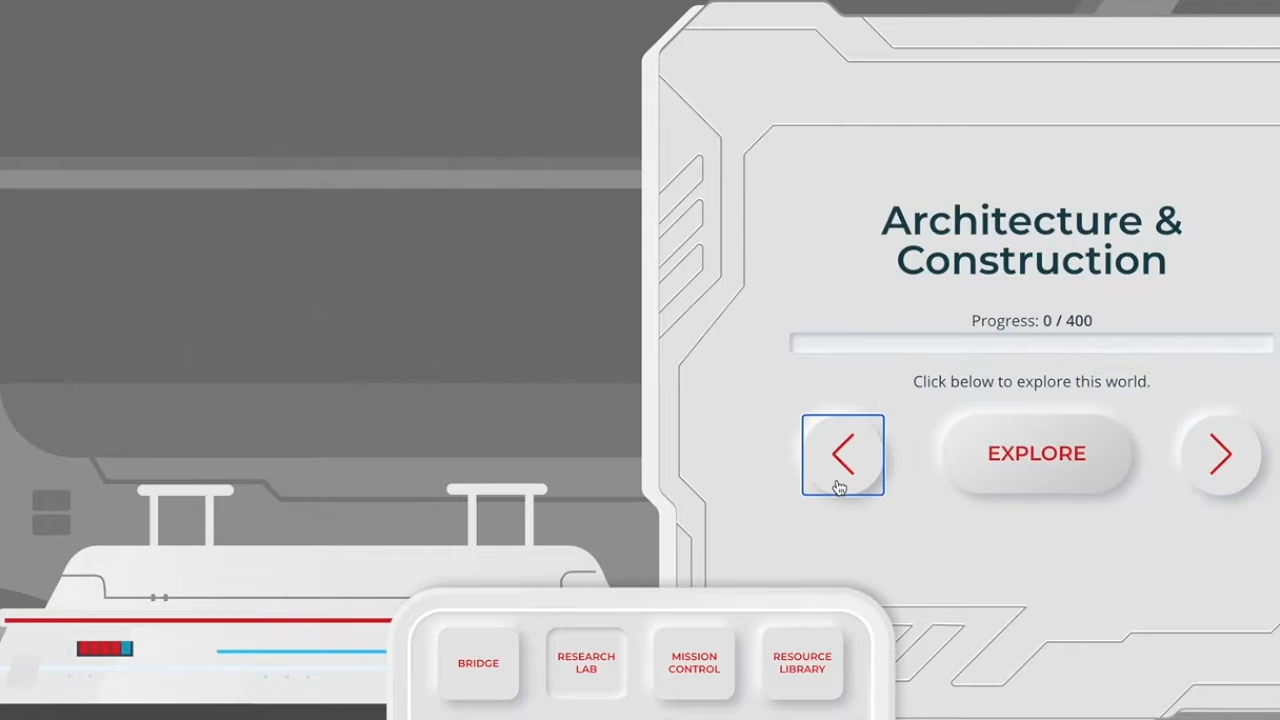 Architecture &
Construction
Progress: 0 / 400
Click below to explore this world.
EXPLORE
BRIDGE
RESEARCH
LAB
MISSION
CONTROL
RESOURCE
LIBRARY